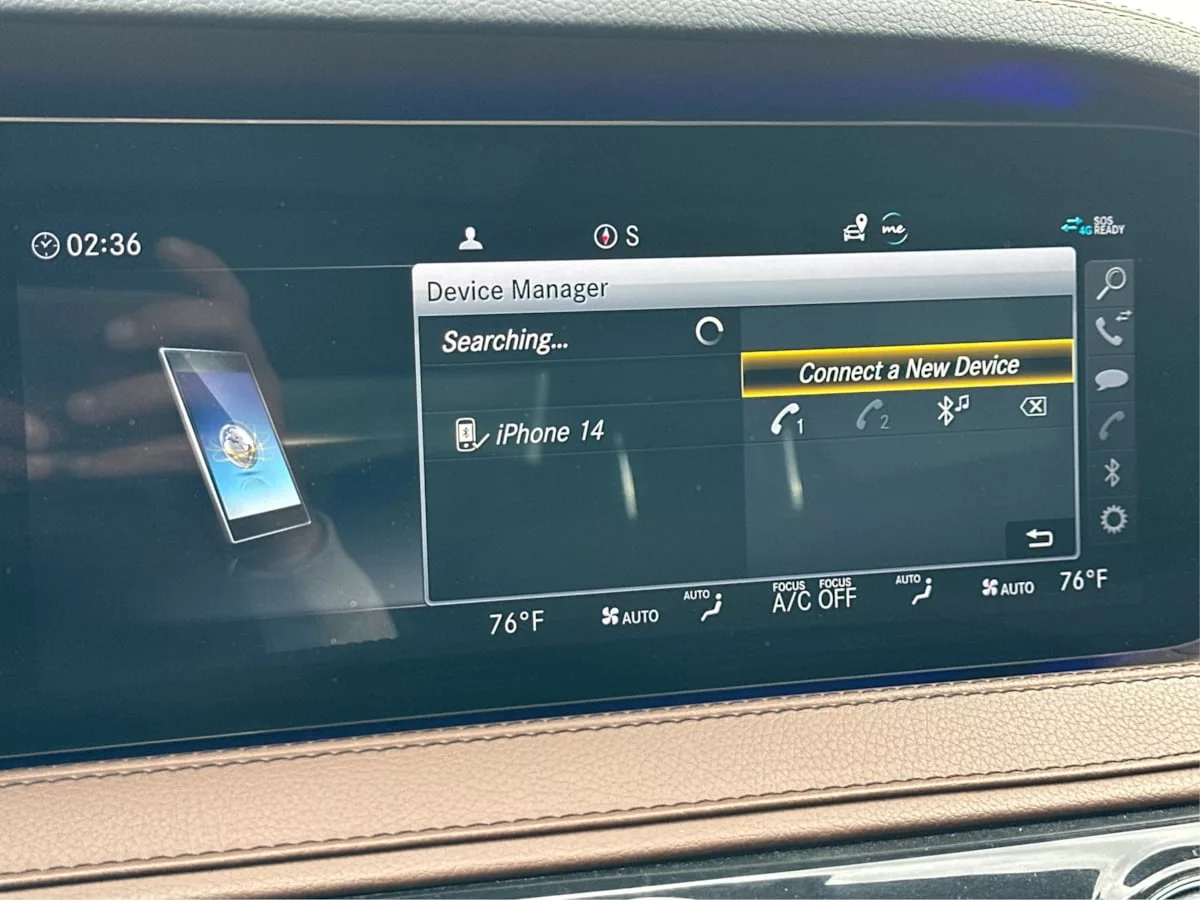 02:36
S
me
4G
SOS
READY
Device Manager
Searching...
Connect a New Device
1
2
iPhone 14
76°F
AUTO
AUTO
FOCUS
A/C
FOCUS
OFF
AUTO
AUTO
76°F